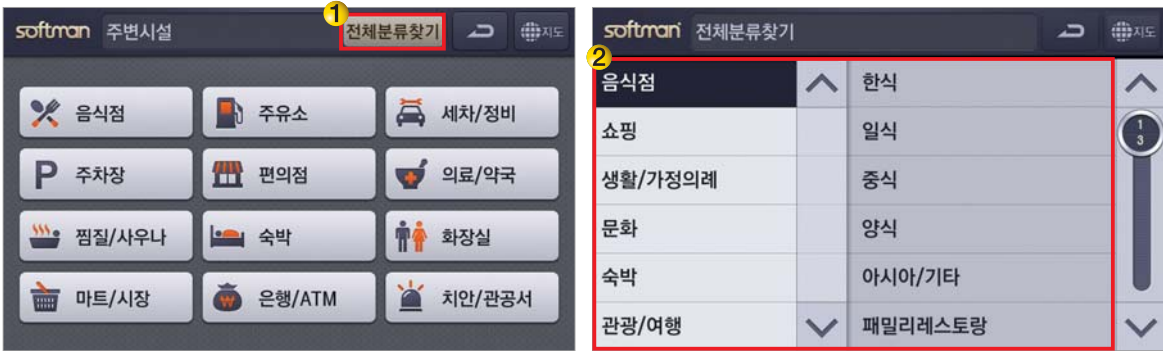 1
softman 주변시설 전체분류찾기 지도
음식점 주유소 세차/정비
P 주차장 편의점 의료/약국
찜질/사우나 숙박 화장실
마트/시장 은행/ATM 치안/관공서
softman 전체분류찾기 지도
2
음식점 한식
쇼핑 일식 1
3
생활/가정의례 중식
문화 양식
숙박 아시아/기타
관광/여행 패밀리레스토랑